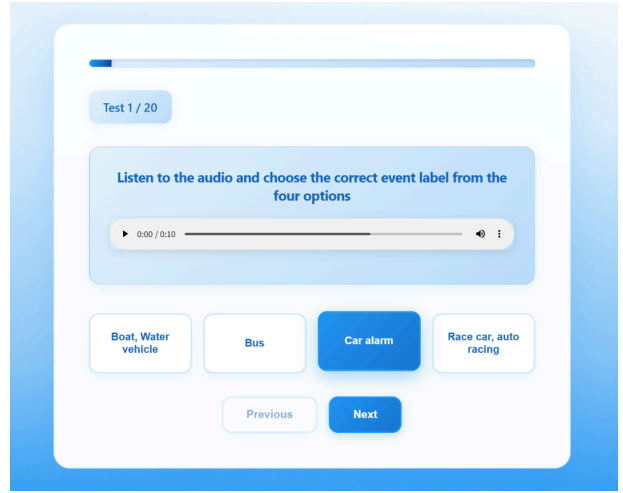 Test 1 / 20
Listen to the audio and choose the correct event label from the
four options
0:00 / 0:10
Boat, Water
vehicle
Bus
Car alarm
Race car, auto
racing
Previous
Next